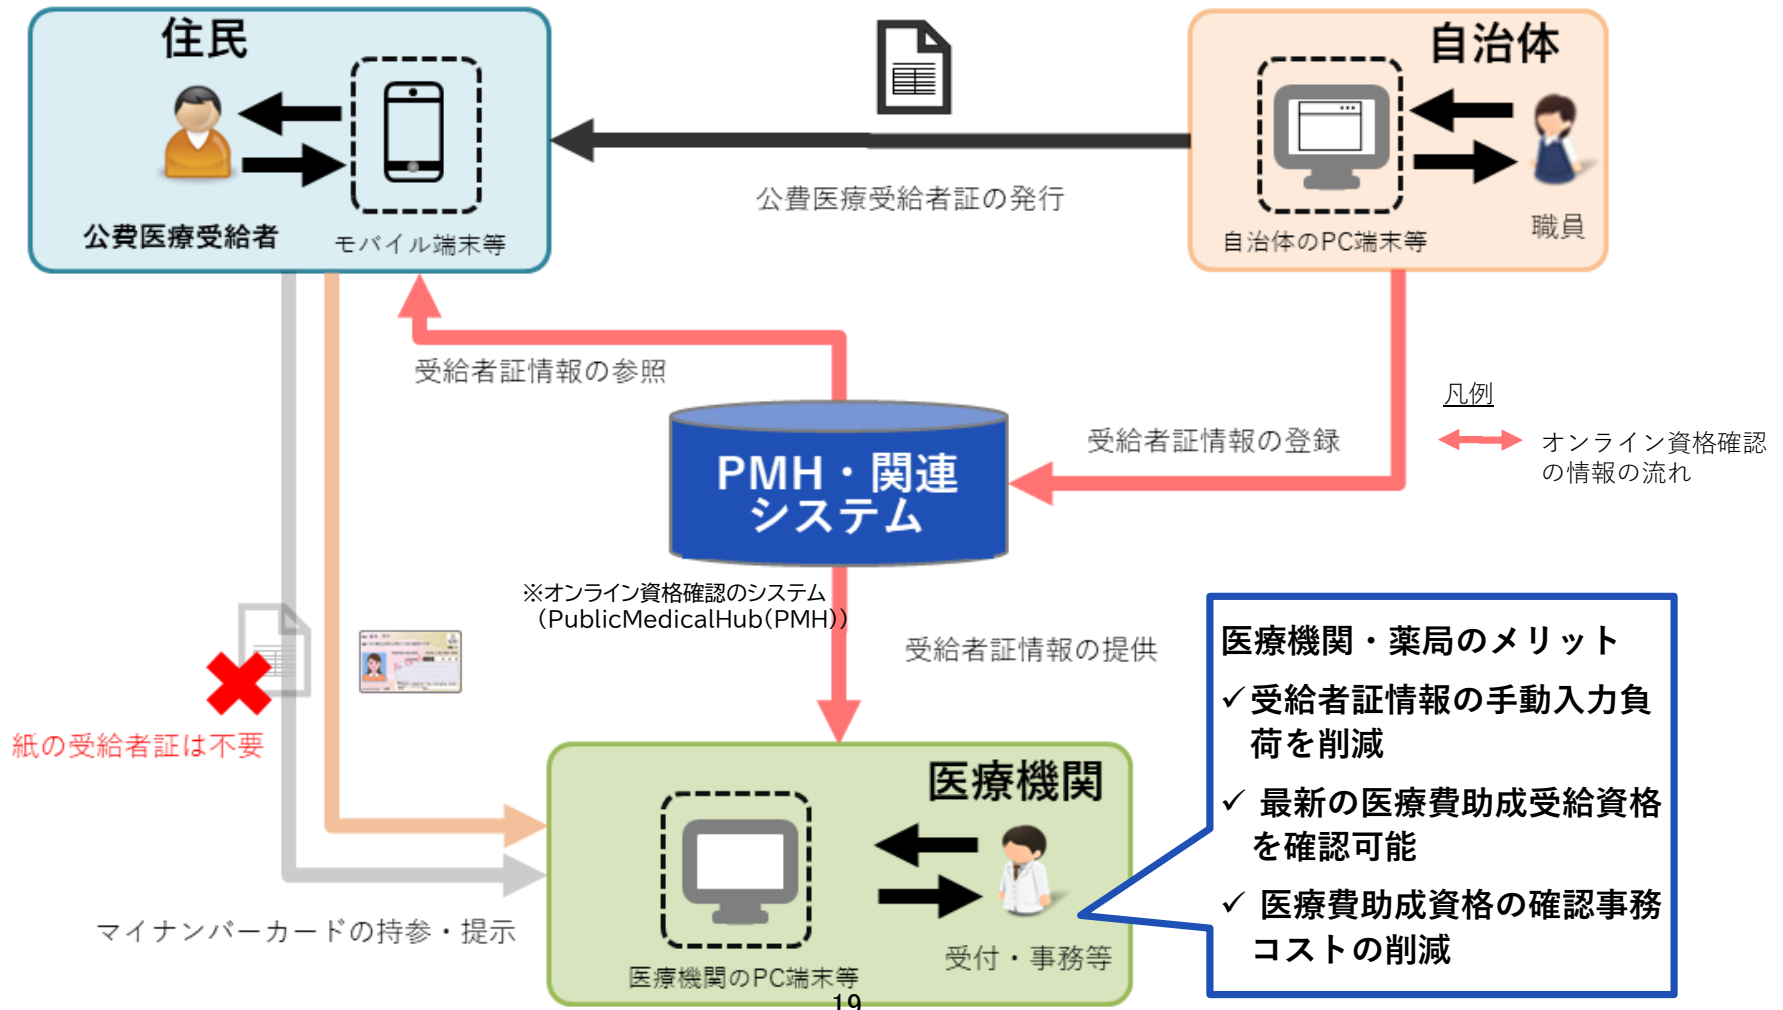 住民
公費医療受給者
モバイル端末等
公費医療受給者証の発行
自治体
自治体のPC端末等
職員
受給者証情報の参照
受給者証情報の登録
凡例
オンライン資格確認
の情報の流れ
PMH・関連
システム
※オンライン資格確認のシステム
(PublicMedicalHub(PMH))
受給者証情報の提供
紙の受給者証は不要
マイナンバーカードの持参・提示
医療機関
医療機関のPC端末等
受付・事務等
医療機関・薬局のメリット
✓受給者証情報の手動入力負
荷を削減
✓ 最新の医療費助成受給資格
を確認可能
✓ 医療費助成資格の確認事務
コストの削減
19